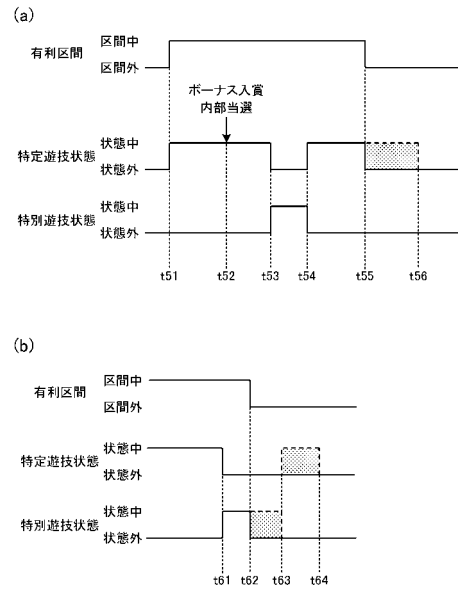 (a)
有利区間
区間中
区間外
ボーナス入賞
内部当選
特定遊技状態
状態中
状態外
特別遊技状態
状態中
状態外
t51 t52 t53 t54 t55 t56
(b)
有利区間
区間中
区間外
特定遊技状態
状態中
状態外
特別遊技状態
状態中
状態外
t61 t62 t63 t64